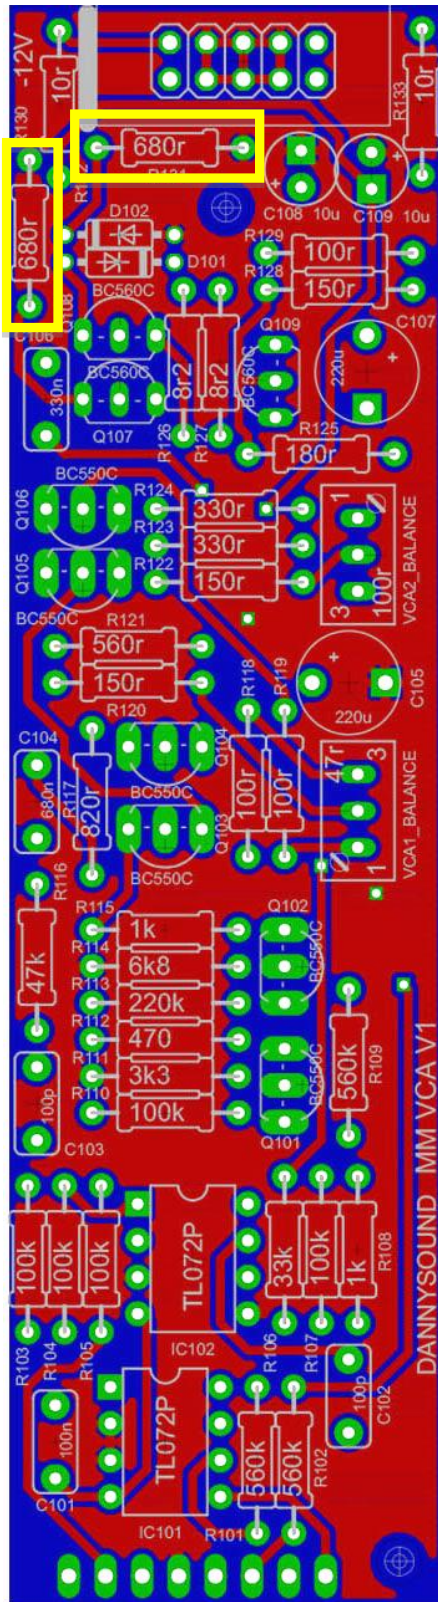 -12V
R130
10r
10r
R133
680r
R131
680r
C108
10u
C109
10u
D102
R129
100r
D101
R128
150r
Q108
BC560C
C107
C106
Q109
BC560C
8r2
8r2
BC560C
220u
330n
Q107
R126
R127
R125
180r
BC550C
R124
Q106
330r
R123
330r
1
Q105
R122
150r
3
100r
VCA2_BALANCE
BC550C
R121
560r
R118
R119
150r
C105
R120
220u
C104
Q104
680n
R117
820r
BC550C
100r
100r
47r
3
VCA1_BALANCE
Q103
BC550C
1
R116
R115
1k
Q102
R114
BC550C
47k
6k8
R113
220k
R112
470
R111
3k3
BC550C
560k
R109
100p
R110
100k
C103
Q101
100k
100k
100k
TL072P
33k
100k
1k
R108
R103
R104
R105
IC102
R106
R107
DANNYSOUND MM VCA V1
100p
C102
100n
TL072P
560k
560k
R102
C101
IC101
R101